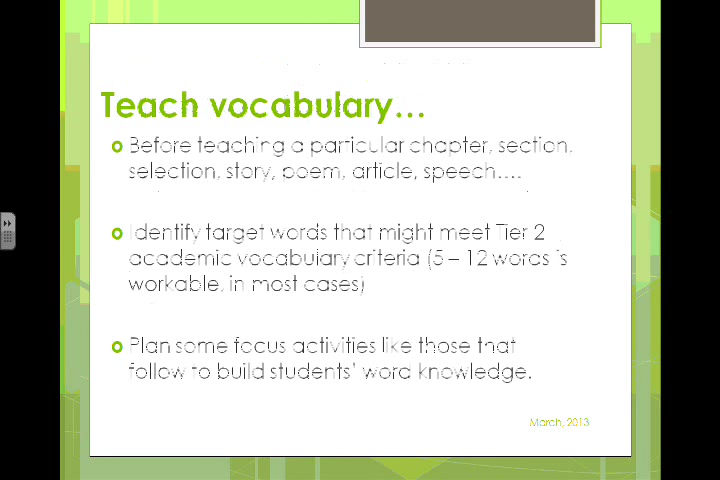 Teach vocabulary…
Before teaching a particular chapter, section,
selection, story, poem, article, speech….
Identify target words that might meet Tier 2
academic vocabulary criteria (5 – 12 words is
workable, in most cases)
Plan some focus activities like those that
follow to build students’ word knowledge.
March, 2013